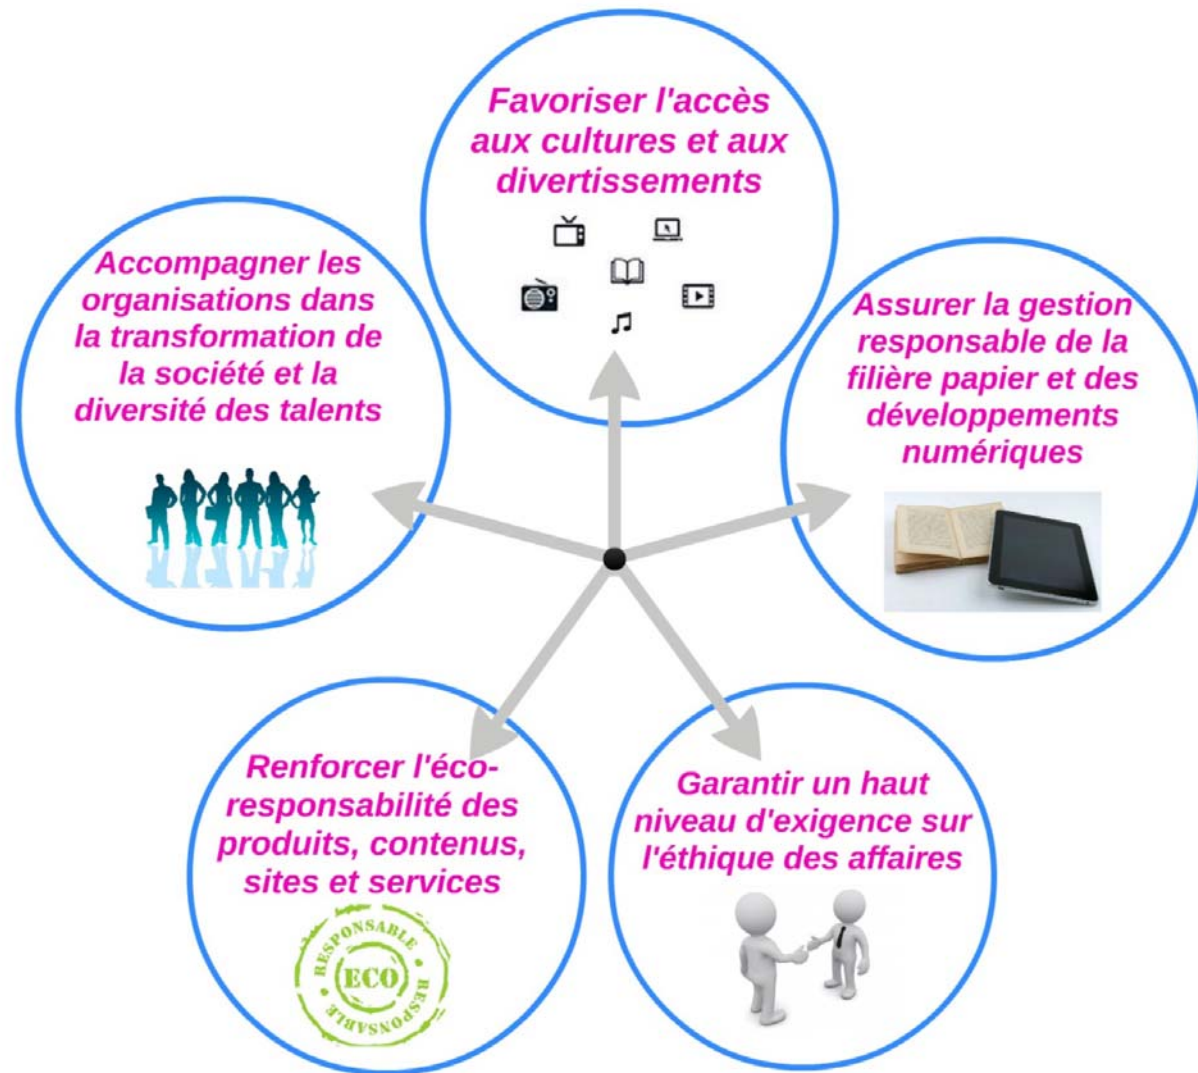 Favoriser l'accès
aux cultures et aux
divertissements
Accompagner les
organisations dans
la transformation de
la société et la
diversité des talents
Assurer la gestion
responsable de la
filière papier et des
développements
numériques
Renforcer l'éco-
responsabilité des
produits, contenus,
sites et services
RESPONSABLE
ECO
RESPONSABLE
Garantir un haut
niveau d'exigence sur
l'éthique des affaires